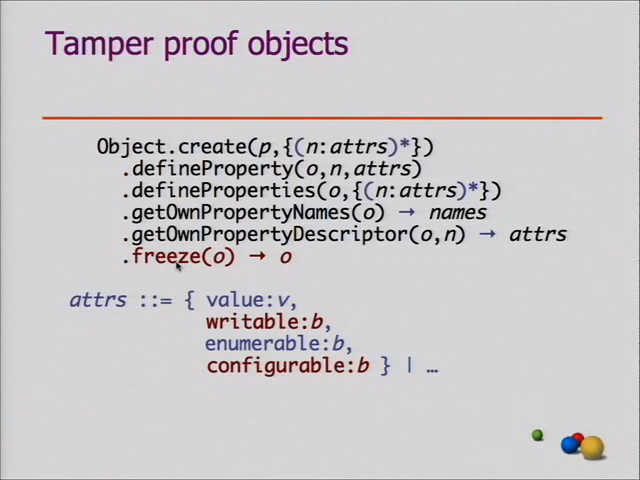 Tamper proof objects
Object.create(p,{(n:attrs)*})
.defineProperty(o,n,attrs)
.defineProperties(o,{(n:attrs)*})
.getOwnPropertyNames(o) → names
.getOwnPropertyDescriptor(o,n) → attrs
.freeze(o) → o
attrs ::= { value:v,
writable:b,
enumerable:b,
configurable:b } | …